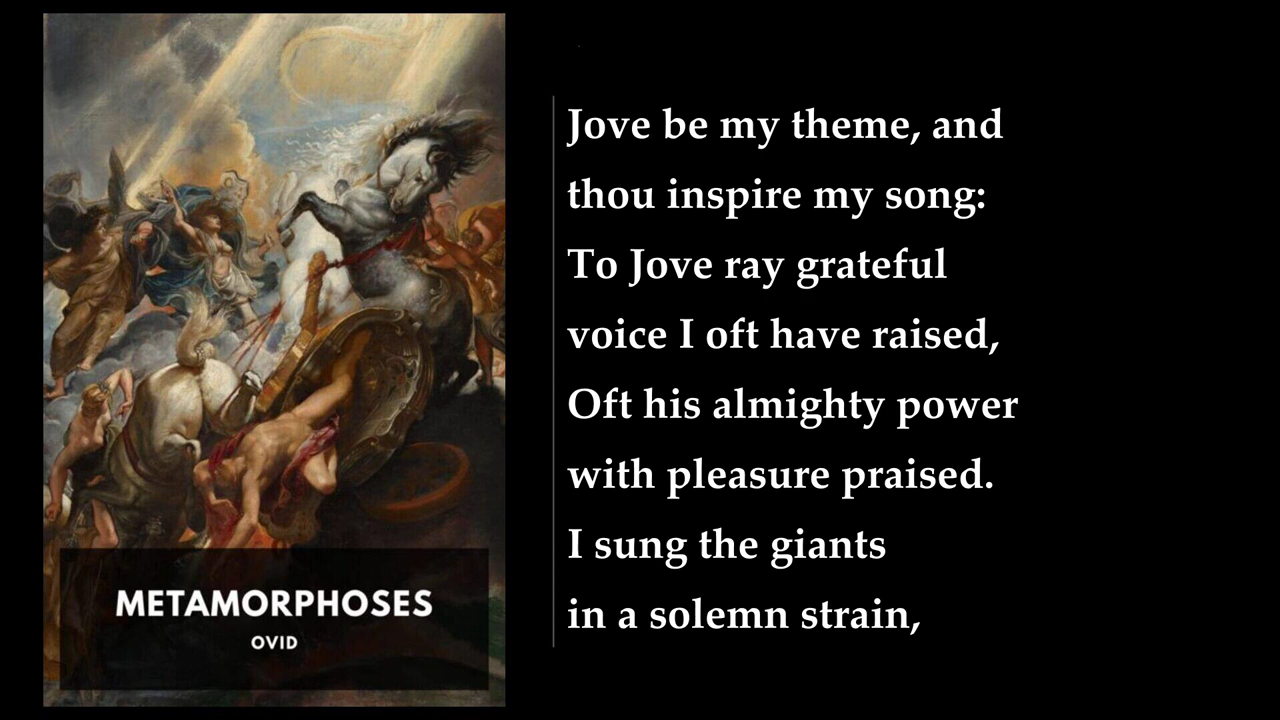 METAMORPHOSES
OVID
Jove be my theme, and
thou inspire my song:
To Jove ray grateful
voice I oft have raised,
Oft his almighty power
with pleasure praised.
I sung the giants
in a solemn strain,